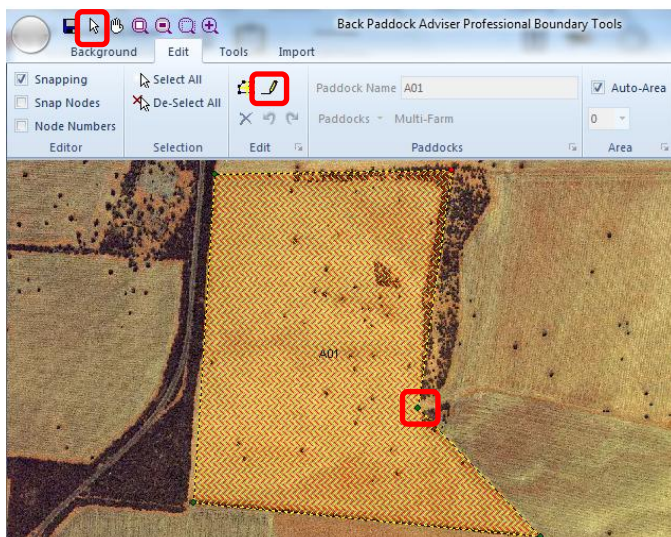 Back Paddock Adviser Professional Boundary Tools
Background Edit Tools Import
Snapping Select All Paddock Name A01 Auto-Area
Snap Nodes De-Select All Paddocks Multi-Farm 0
Node Numbers
Editor Selection Edit Paddocks Area
A01